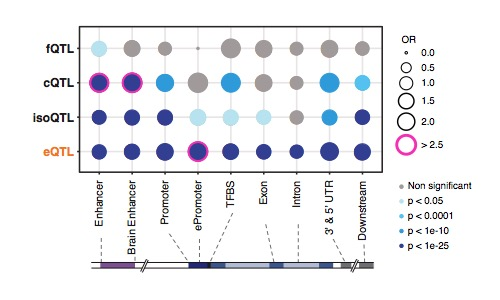 fQTL
cQTL
isoQTL
eQTL
Enhancer
Brain Enhancer
Promoter
ePromoter
TFBS
Exon
Intron
3' & 5' UTR
Downstream
OR
0.0
0.5
1.0
1.5
2.0
> 2.5
Non significant
p < 0.05
p < 0.0001
p < 1e-10
p < 1e-25